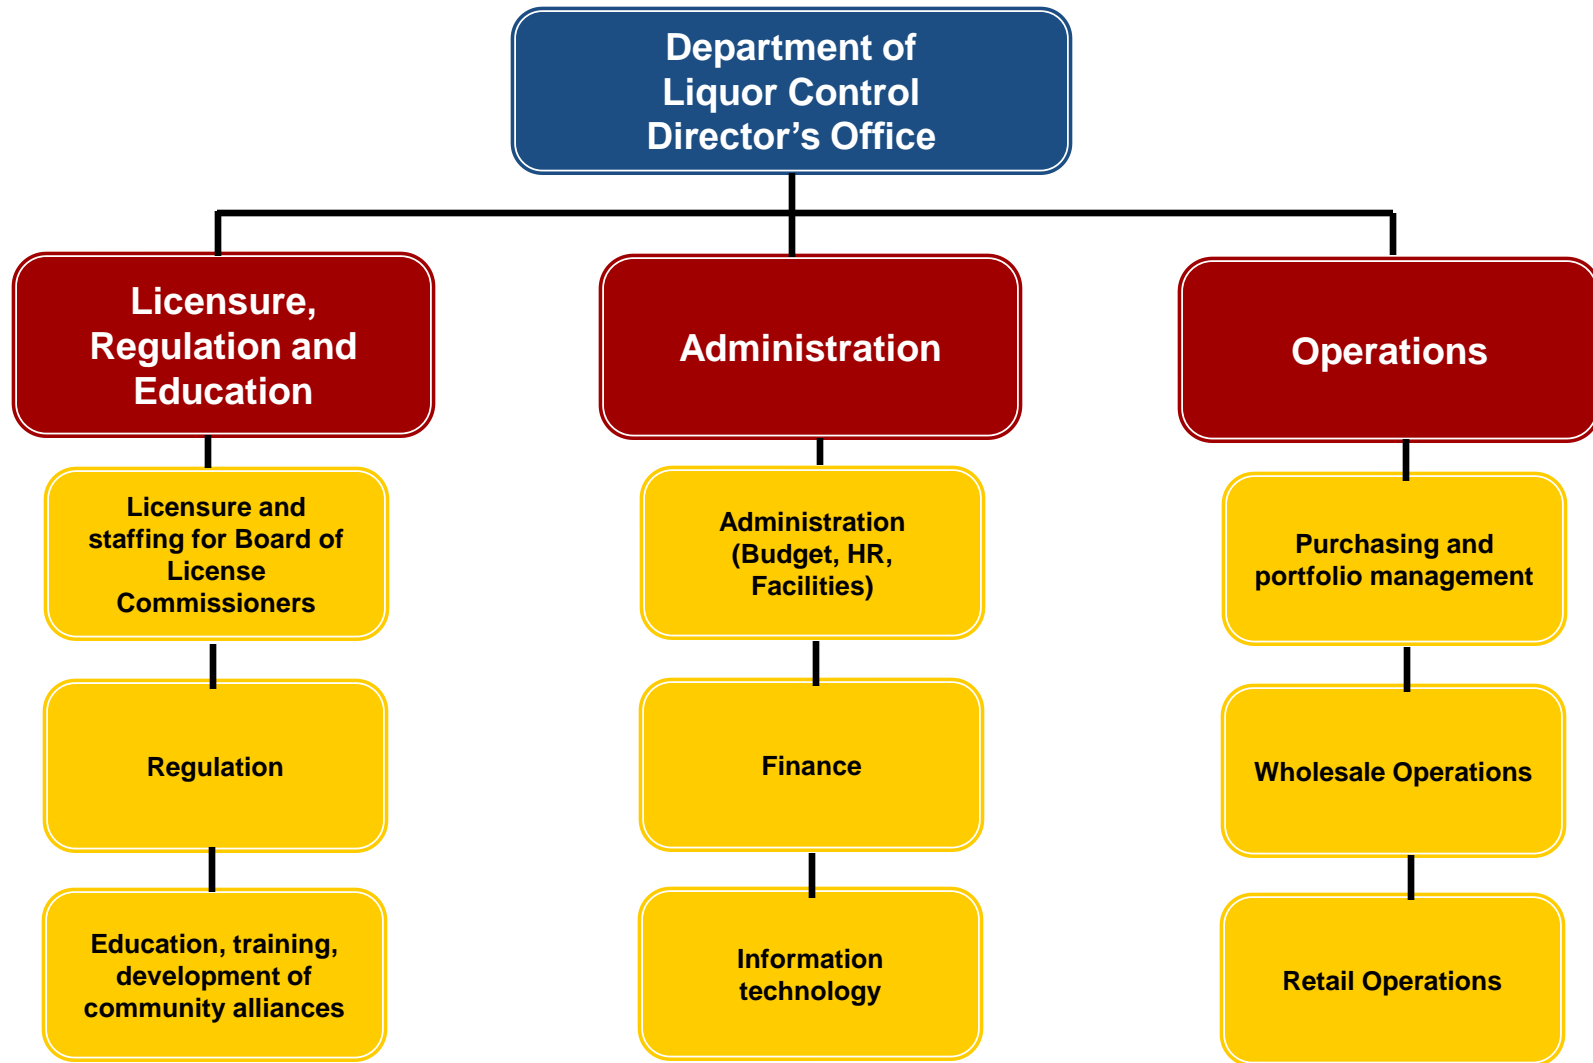 Department of
Liquor Control
Director’s Office
Licensure,
Regulation and
Education
Administration
Operations
Licensure and
staffing for Board of
License
Commissioners
Administration
(Budget, HR,
Facilities)
Purchasing and
portfolio management
Regulation
Finance
Wholesale Operations
Education, training,
development of
community alliances
Information
technology
Retail Operations